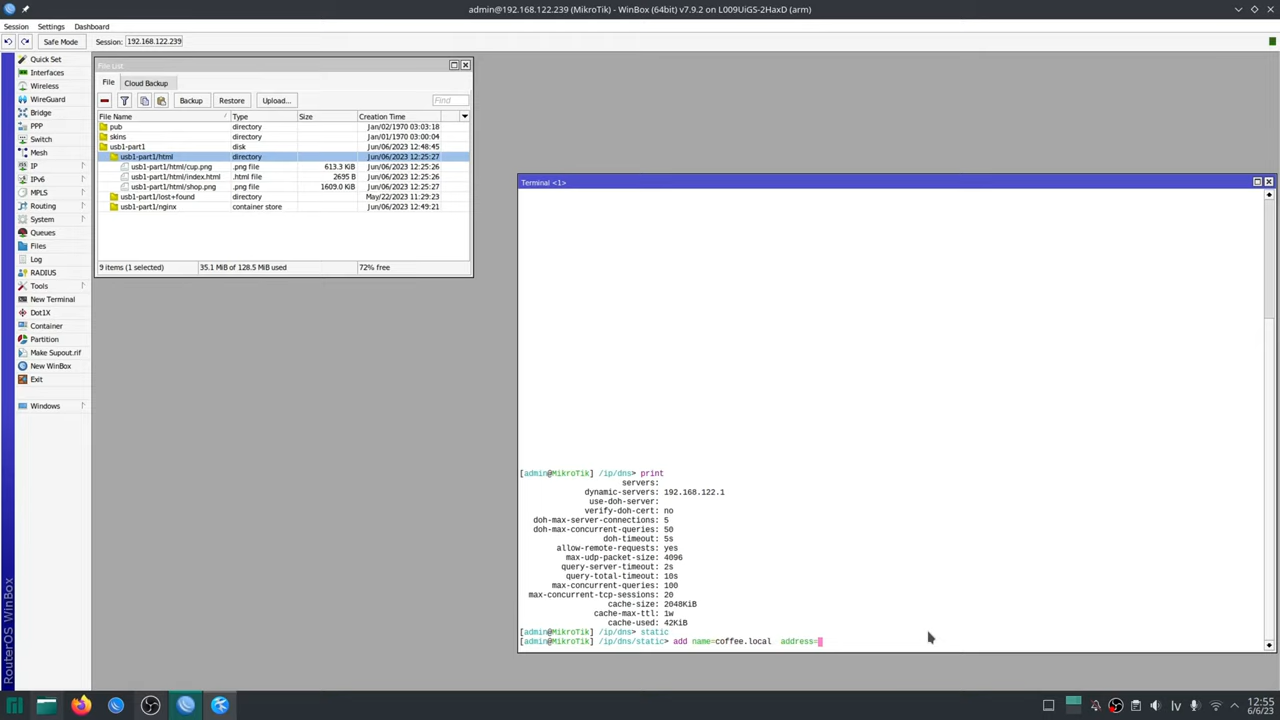 admin@192.168.122.239 (MikroTik) - WinBox (64bit) v7.9.2 on L009UiGS-2HaxD (arm)
Session Settings Dashboard
Safe Mode Session: 192.168.122.239
Quick Set
Interfaces
Wireless
WireGuard
Bridge
PPP
Switch
Mesh
IP
IPv6
MPLS
Routing
System
Queues
Files
Log
RADIUS
Tools
New Terminal
Dot1X
Container
Partition
Make Supout.rif
New WinBox
Exit
Windows
RouterOS WinBox
File List
File Cloud Backup
Backup Restore Upload... Find
File Name Type Size Creation Time
pub directory Jan/02/1970 03:03:18
skins directory Jan/01/1970 03:00:04
usb1-part1 disk Jun/06/2023 12:48:45
usb1-part1/html directory Jun/06/2023 12:25:27
usb1-part1/html/cup.png .png file 613.3 KiB Jun/06/2023 12:25:26
usb1-part1/html/index.html .html file 2695 B Jun/06/2023 12:25:26
usb1-part1/html/shop.png .png file 1609.0 KiB Jun/06/2023 12:25:27
usb1-part1/lost+found directory May/22/2023 11:29:23
usb1-part1/nginx container store Jun/06/2023 12:49:21
9 items (1 selected) 35.1 MiB of 128.5 MiB used 72% free
Terminal <1>
[admin@MikroTik] /ip/dns> print
servers:
dynamic-servers: 192.168.122.1
use-doh-server:
verify-doh-cert: no
doh-max-server-connections: 5
doh-max-concurrent-queries: 50
doh-timeout: 5s
allow-remote-requests: yes
max-udp-packet-size: 4096
query-server-timeout: 2s
query-total-timeout: 10s
max-concurrent-queries: 100
max-concurrent-tcp-sessions: 20
cache-size: 2048KiB
cache-max-ttl: 1w
cache-used: 42KiB
[admin@MikroTik] /ip/dns> static
[admin@MikroTik] /ip/dns/static> add name=coffee.local address=
lv
12:55
6/6/23